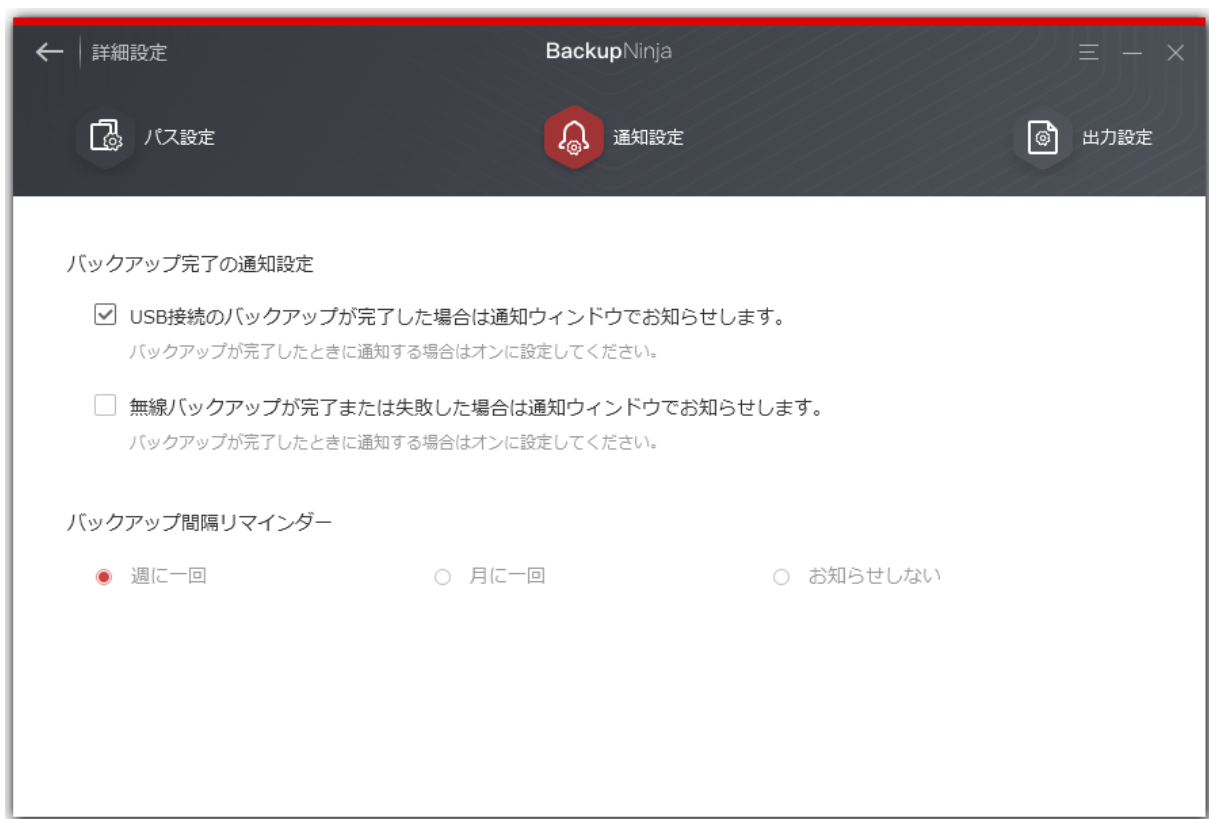 詳細設定
BackupNinja
パス設定
通知設定
出力設定
バックアップ完了の通知設定
USB接続のバックアップが完了した場合は通知ウィンドウでお知らせします。
バックアップが完了したときに通知する場合はオンに設定してください。
無線バックアップが完了または失敗した場合は通知ウィンドウでお知らせします。
バックアップが完了したときに通知する場合はオンに設定してください。
バックアップ間隔リマインダー
週に一回
月に一回
お知らせしない